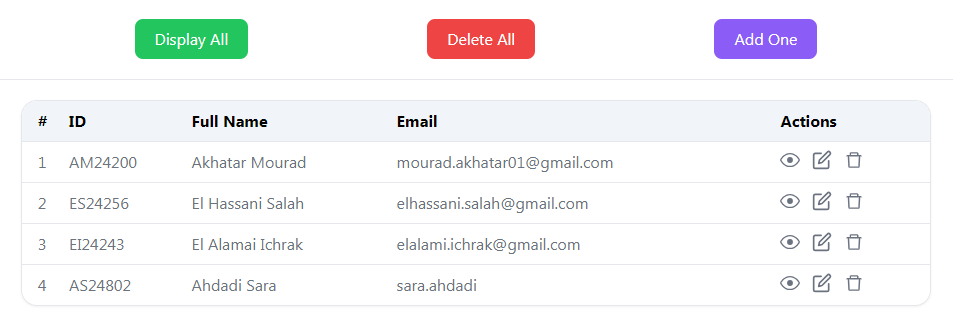 Display All Delete All Add One
# ID Full Name Email Actions
1 AM24200 Akhatar Mourad mourad.akhatar01@gmail.com
2 ES24256 El Hassani Salah elhassani.salah@gmail.com
3 EI24243 El Alamai Ichrak elalami.ichrak@gmail.com
4 AS24802 Ahdadi Sara sara.ahdadi